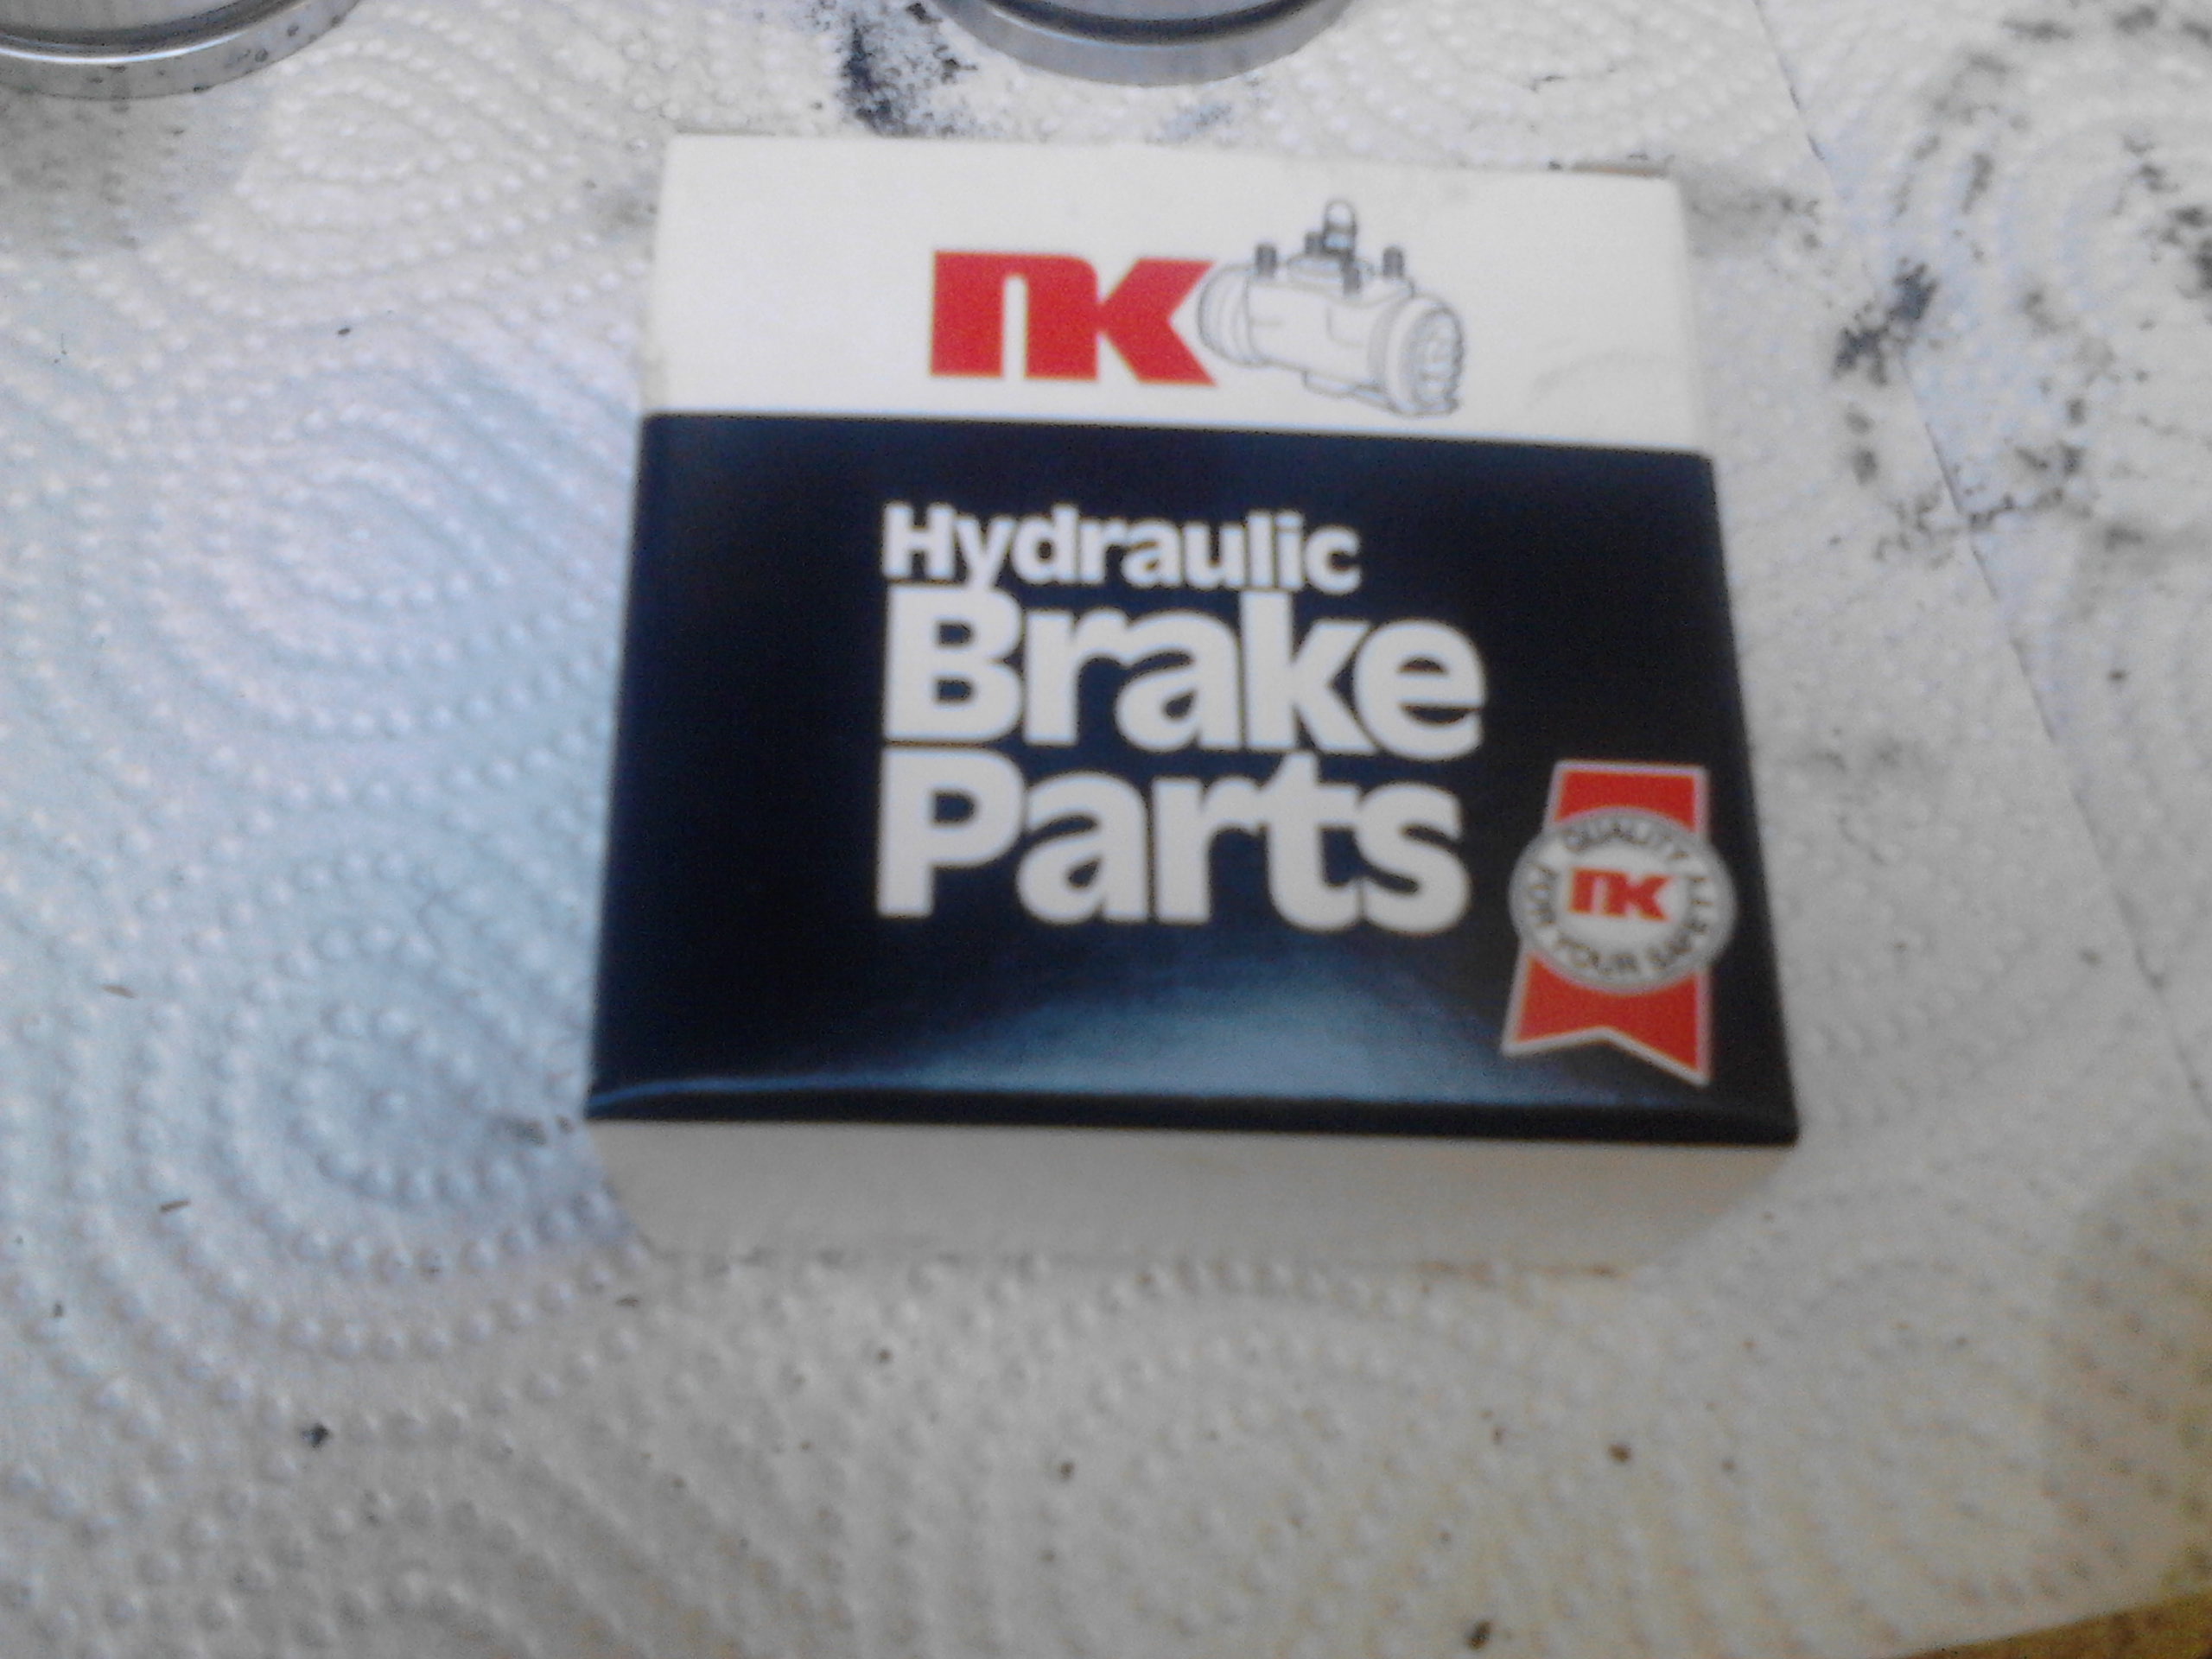 NK
Hydraulic
Brake
Parts
QUALITY
NK
FOR YOUR SAFETY